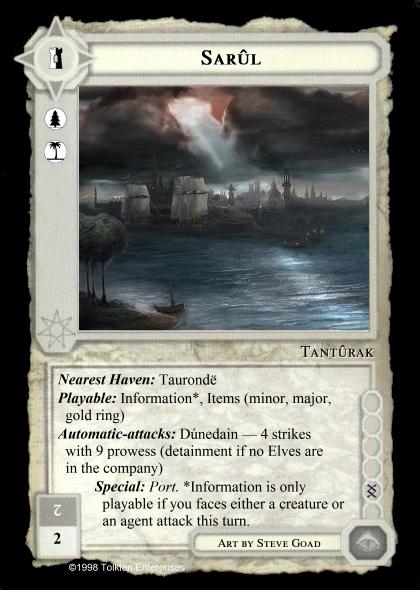 SARÛL
TANTÛRAK
Nearest Haven: Taurondë
Playable: Information*, Items (minor, major,
gold ring)
Automatic-attacks: Dúnedain — 4 strikes
with 9 prowess (detainment if no Elves are
in the company)
Special: Port. *Information is only
playable if you faces either a creature or
an agent attack this turn.
2
2
ART BY STEVE GOAD
©1998 Tolkien Enterprises